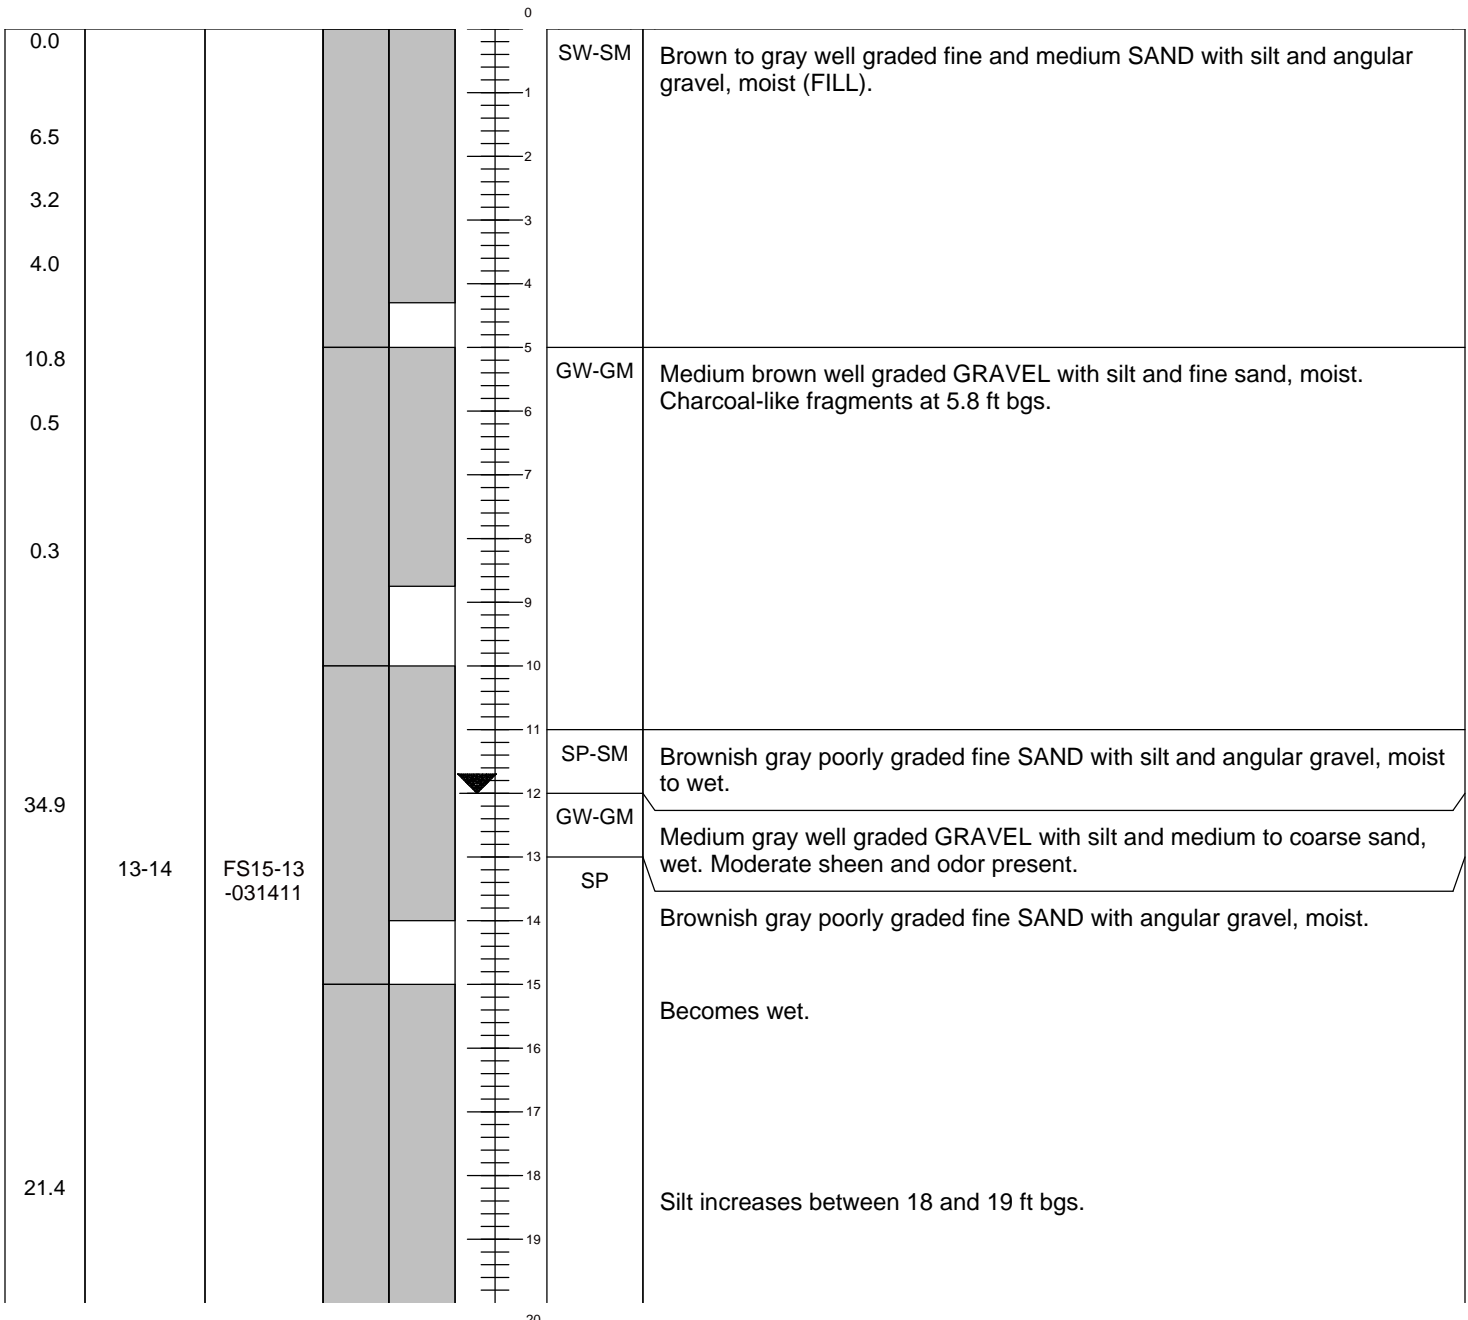 0
0.0
SW-SM
Brown to gray well graded fine and medium SAND with silt and angular
gravel, moist (FILL).
1
6.5
2
3.2
3
4.0
4
5
10.8
GW-GM
Medium brown well graded GRAVEL with silt and fine sand, moist.
Charcoal-like fragments at 5.8 ft bgs.
6
0.5
7
8
0.3
9
10
11
SP-SM
Brownish gray poorly graded fine SAND with silt and angular gravel, moist
to wet.
12
34.9
GW-GM
Medium gray well graded GRAVEL with silt and medium to coarse sand,
wet. Moderate sheen and odor present.
13
13-14
FS15-13
-031411
SP
Brownish gray poorly graded fine SAND with angular gravel, moist.
14
15
Becomes wet.
16
17
18
21.4
Silt increases between 18 and 19 ft bgs.
19
20